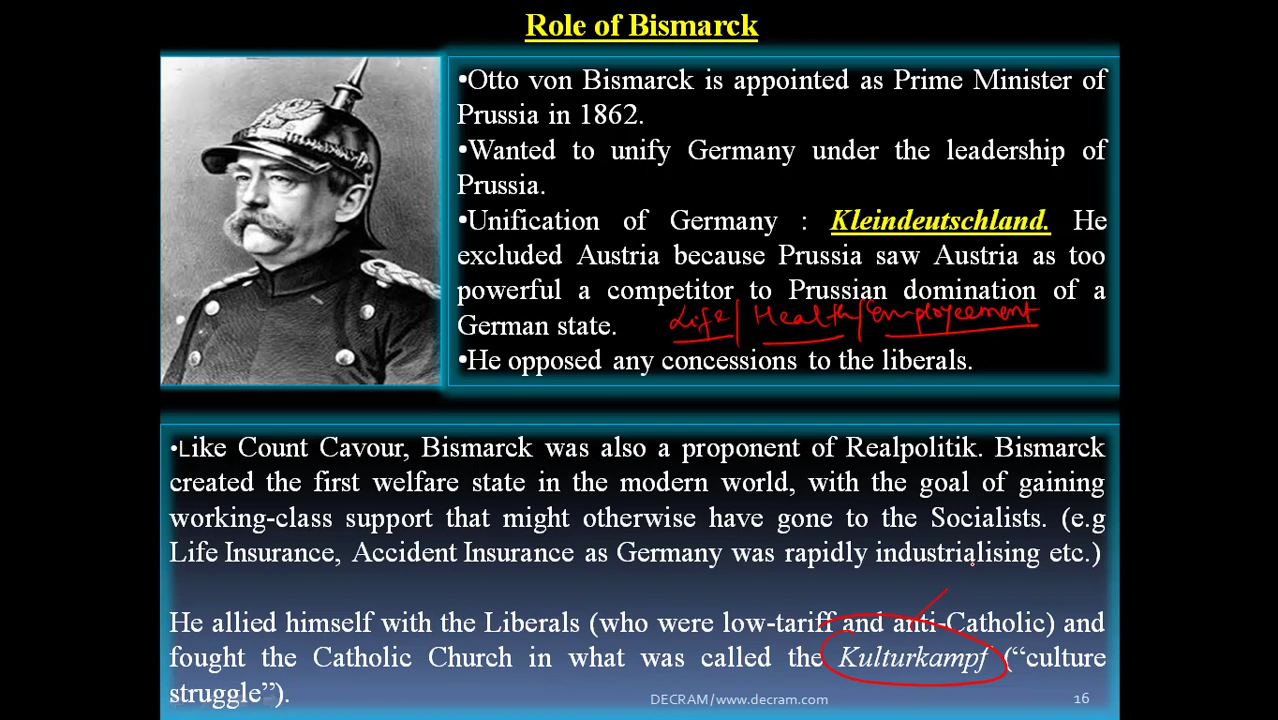 Role of Bismarck
•Otto von Bismarck is appointed as Prime Minister of
Prussia in 1862.
•Wanted to unify Germany under the leadership of
Prussia.
•Unification of Germany : Kleindeutschland. He
excluded Austria because Prussia saw Austria as too
powerful a competitor to Prussian domination of a
German state.
Life/ Health/ Employeement
•He opposed any concessions to the liberals.
•Like Count Cavour, Bismarck was also a proponent of Realpolitik. Bismarck
created the first welfare state in the modern world, with the goal of gaining
working-class support that might otherwise have gone to the Socialists. (e.g
Life Insurance, Accident Insurance as Germany was rapidly industrialising etc.)
He allied himself with the Liberals (who were low-tariff and anti-Catholic) and
fought the Catholic Church in what was called the Kulturkampf (“culture
struggle”).
DECRAM/www.decram.com
16